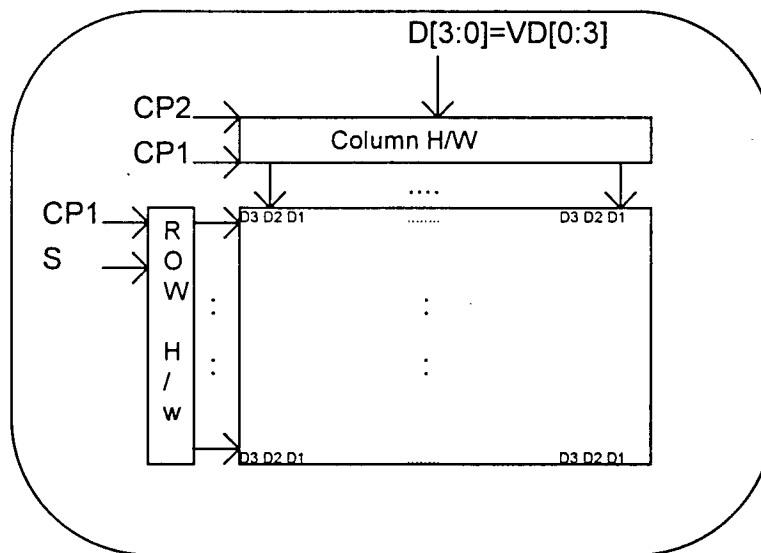 D[3:0]=VD[0:3]
CP2
Column H/W
CP1
....
CP1
D3 D2 D1 ........ D3 D2 D1
S
R
O
W
H
/
w
D3 D2 D1 ........ D3 D2 D1